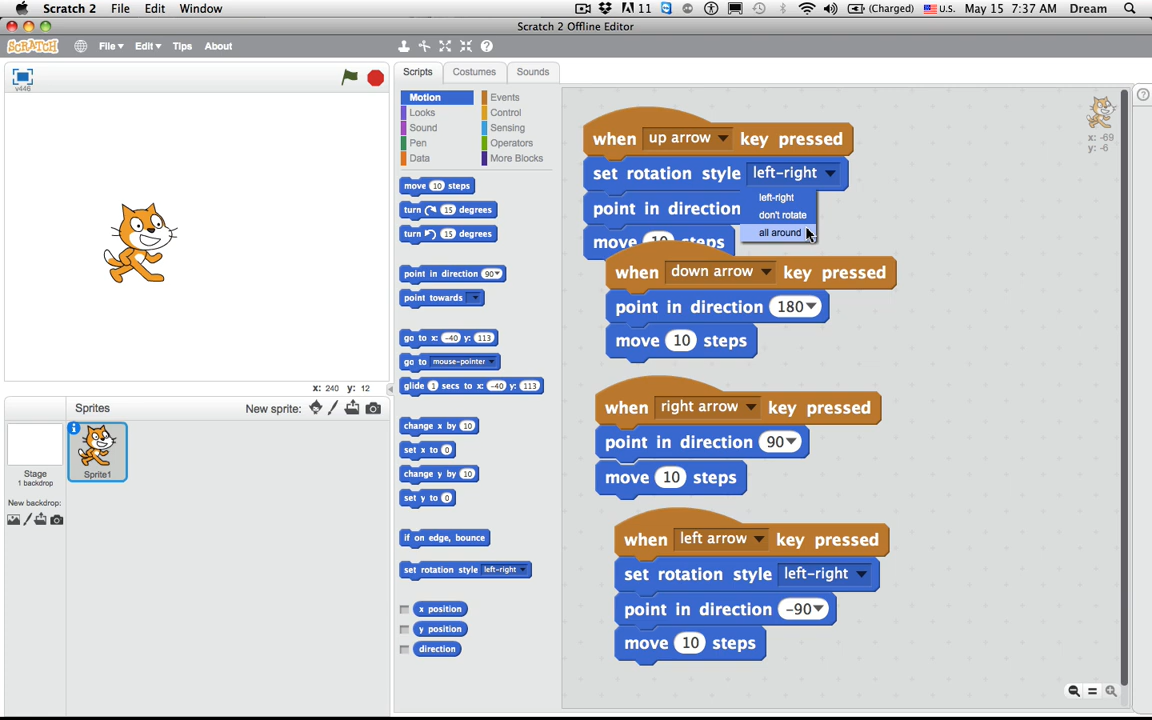 Scratch 2 File Edit Window 11 (Charged) U.S. May 15 7:37 AM Dream
Scratch 2 Offline Editor
SCRATCH File Edit Tips About
v446
Scripts Costumes Sounds
Motion Events
Looks Control
Sound Sensing
Pen Operators
Data More Blocks
move 10 steps
turn 15 degrees
turn 15 degrees
point in direction 90
point towards
go to x: -40 y: 113
go to mouse-pointer
glide 1 secs to x: -40 y: 113
change x by 10
set x to 0
change y by 10
set y to 0
if on edge, bounce
set rotation style left-right
x position
y position
direction
when up arrow key pressed
set rotation style left-right
left-right
don't rotate
all around
point in direction
move 10 steps
when down arrow key pressed
point in direction 180
move 10 steps
when right arrow key pressed
point in direction 90
move 10 steps
when left arrow key pressed
set rotation style left-right
point in direction -90
move 10 steps
x: -69
y: -6
x: 240 y: 12
Sprites New sprite:
Stage
1 backdrop
Sprite1
New backdrop: